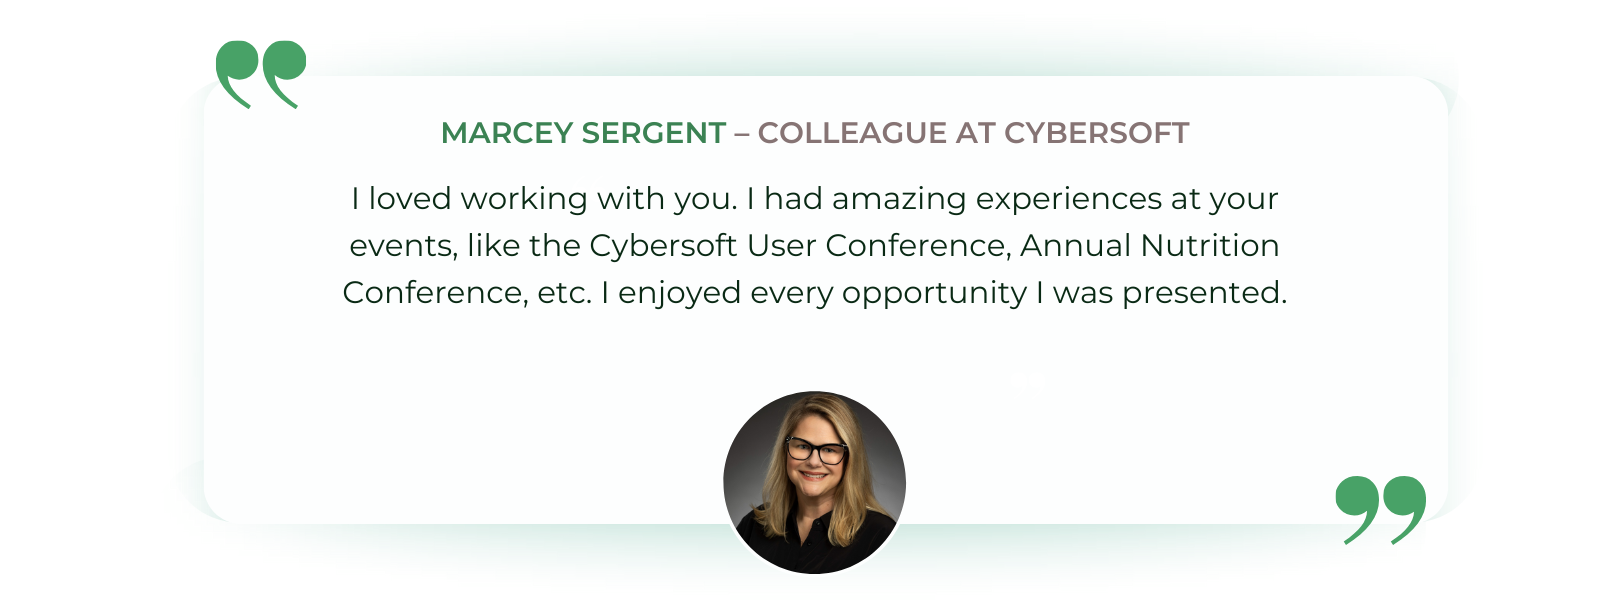 MARCEY SERGENT – COLLEAGUE AT CYBERSOFT
I loved working with you. I had amazing experiences at your
events, like the Cybersoft User Conference, Annual Nutrition
Conference, etc. I enjoyed every opportunity I was presented.